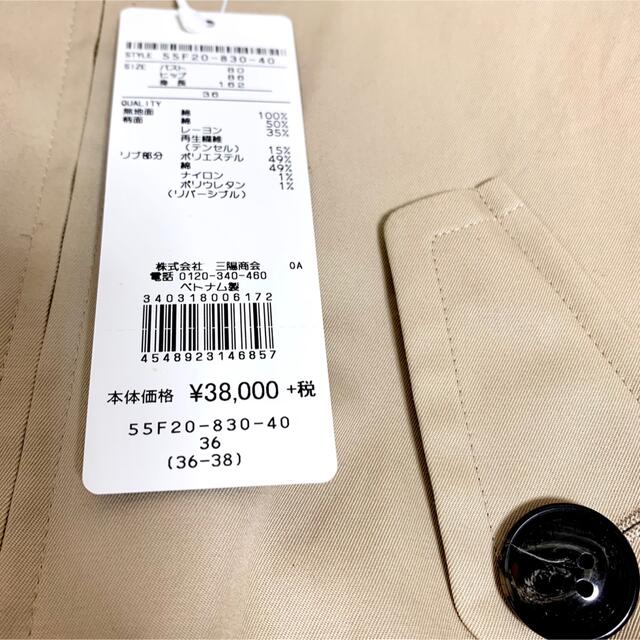 STYLE 55F20-830-40
SIZE バスト 80
ヒップ 86
身長 162
36
QUALITY
無地面 綿 100%
柄面 綿 50%
レーヨン 35%
再生繊維
(テンセル) 15%
リブ部分 ポリエステル 49%
綿 49%
ナイロン 1%
ポリウレタン 1%
(リバーシブル)
株式会社 三陽商会 0A
電話 0120-340-460
ベトナム製
340318006172
4548923146857
本体価格 ¥38,000 +税
55F20-830-40
36
(36-38)